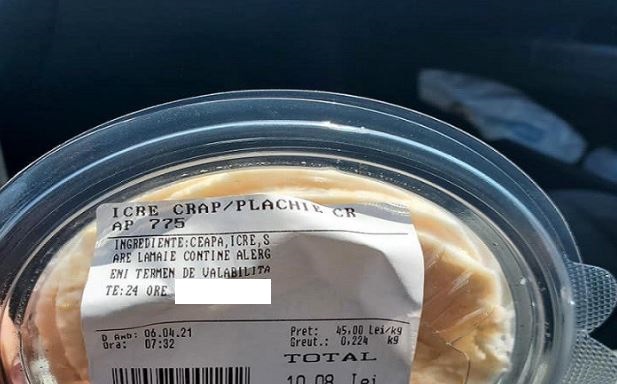 ICRE CRAP/PLACHIE CR
AP 775
INGREDIENTE:CEAPA,ICRE,S
ARE LAMAIE CONTINE ALERG
ENI TERMEN DE VALABILITA
TE:24 ORE
D Amb: 06.04.21 Pret: 45.00 Lei/kg
Ora: 07:32 Greut.: 0,224 kg
TOTAL
10.08 Lei